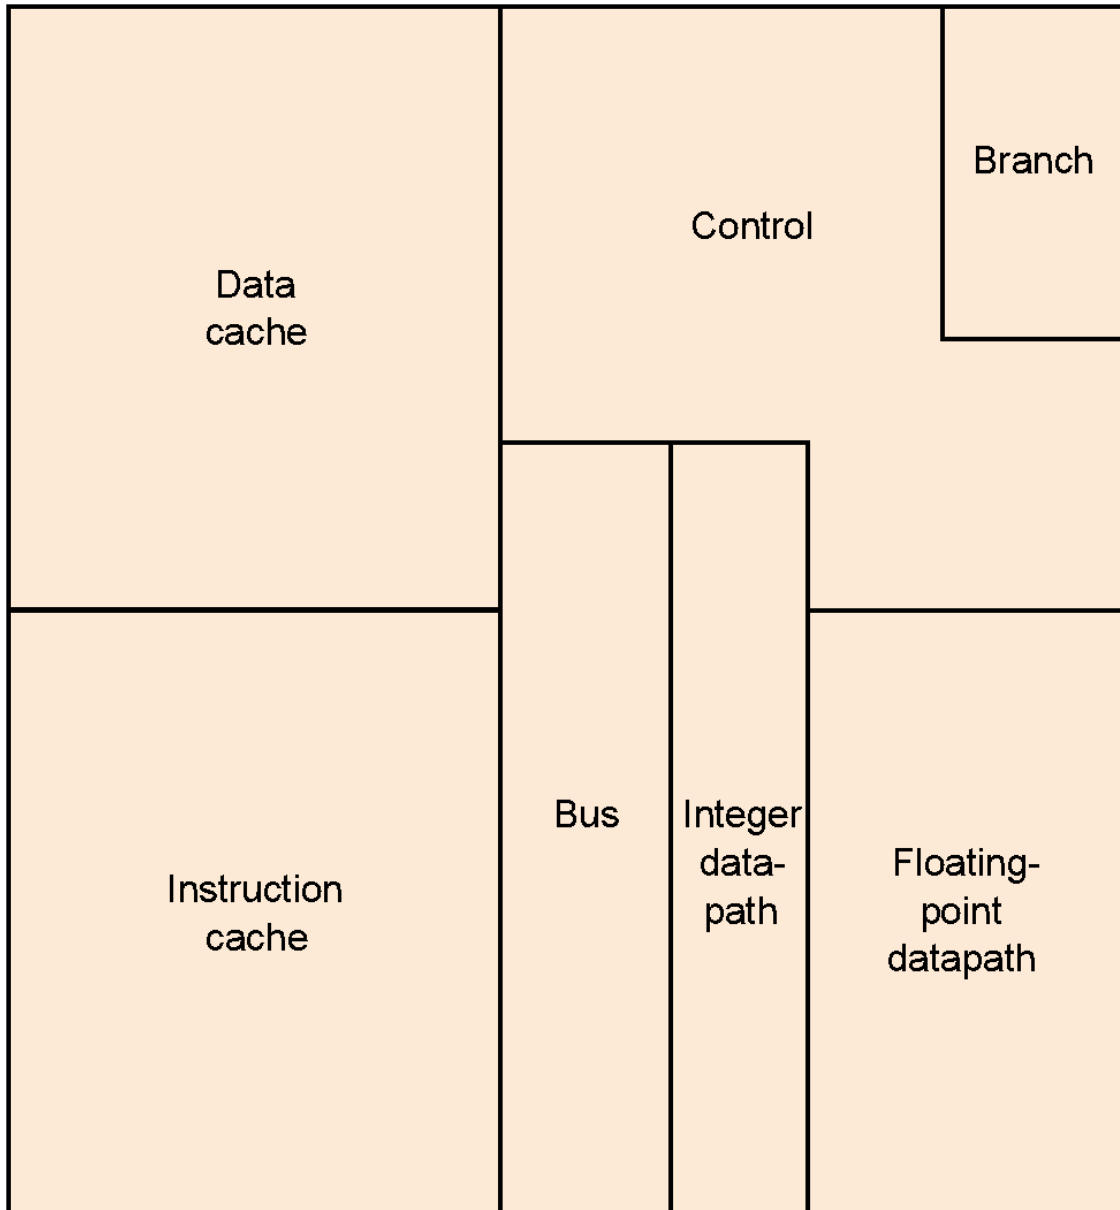 Data
cache
Control
Branch
Instruction
cache
Bus
Integer
data-
path
Floating-
point
datapath